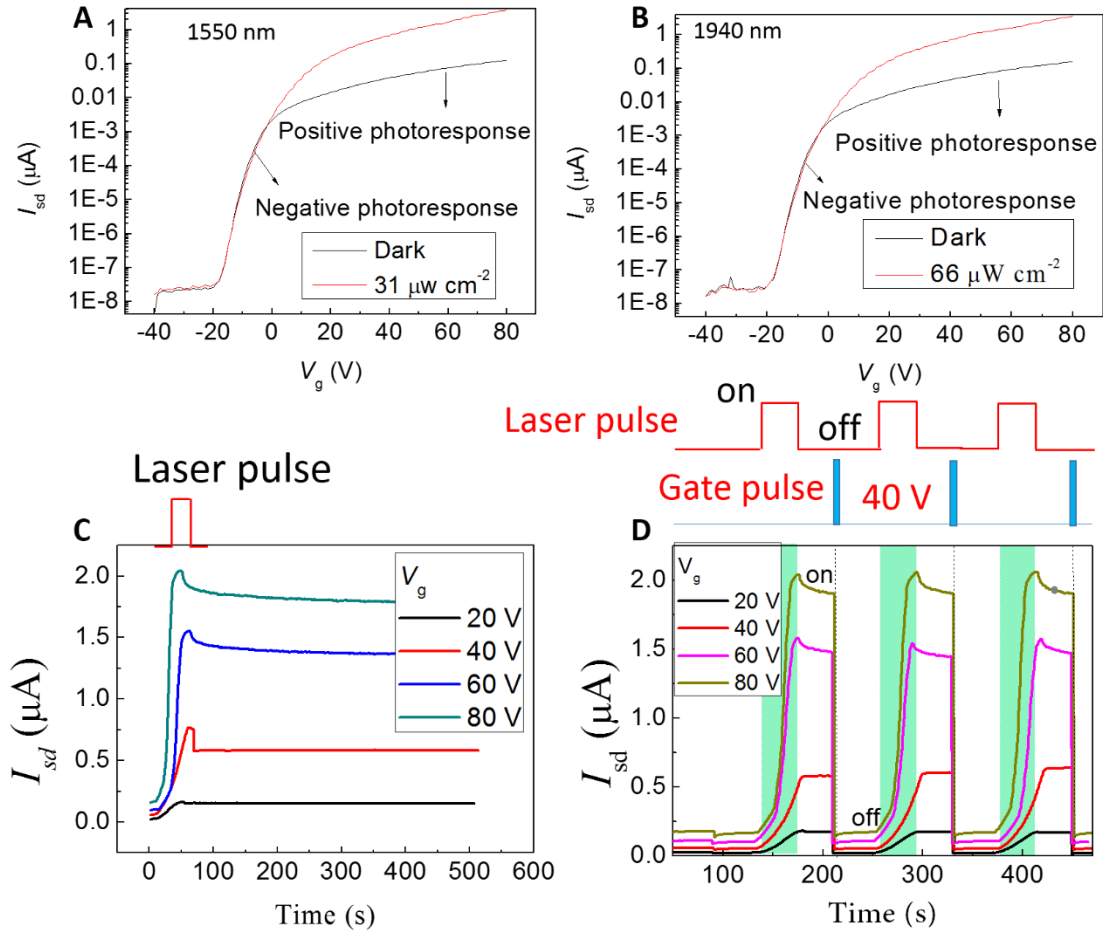 A
1550 nm
1
0.1
0.01
1E-3
1E-4
1E-5
1E-6
1E-7
1E-8
Positive photoresponse
Negative photoresponse
Dark
31 μw cm-2
-40 -20 0 20 40 60 80
Isd (μA)
Vg (V)
B
1940 nm
1
0.1
0.01
1E-3
1E-4
1E-5
1E-6
1E-7
1E-8
Positive photoresponse
Negative photoresponse
Dark
66 μW cm-2
-40 -20 0 20 40 60 80
Isd (μA)
Vg (V)
Laser pulse
C
2.0
1.5
1.0
0.5
0.0
Vg
20 V
40 V
60 V
80 V
0 100 200 300 400 500 600
Isd (μA)
Time (s)
on
Laser pulse
off
Gate pulse
40 V
D
2.0
1.5
1.0
0.5
0.0
Vg
20 V
40 V
60 V
80 V
on
off
100 200 300 400
Isd (μA)
Time (s)